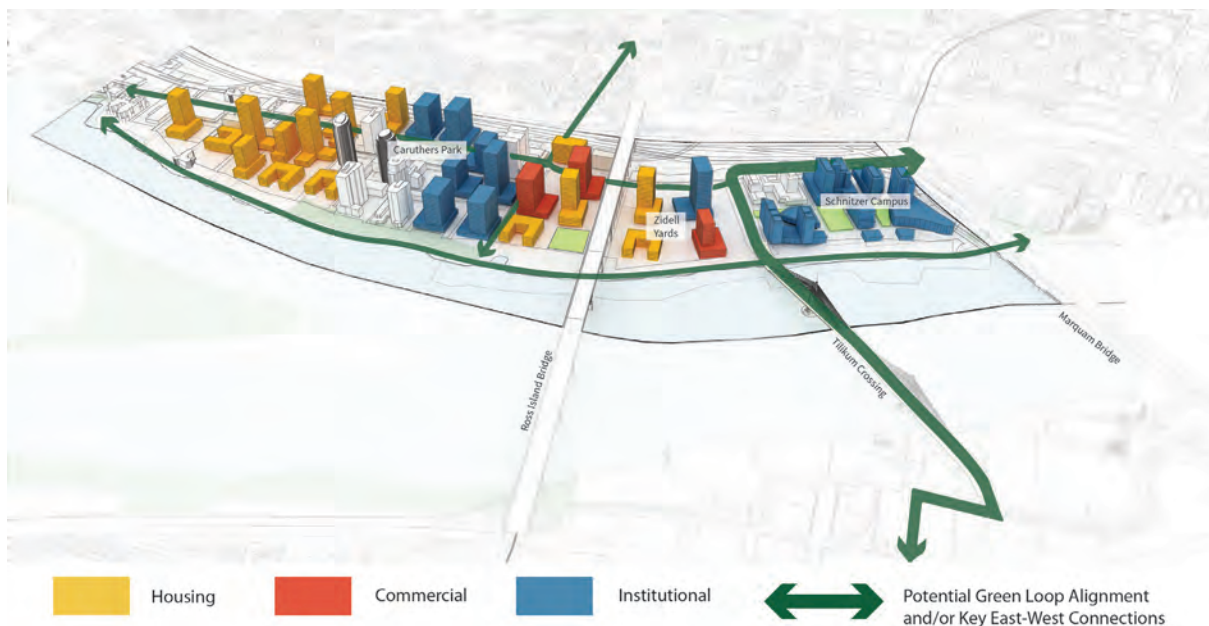 Caruthers Park
Zidell
Yards
Schnitzer Campus
Ross Island Bridge
Tilikum Crossing
Marquam Bridge
Housing
Commercial
Institutional
Potential Green Loop Alignment
and/or Key East-West Connections